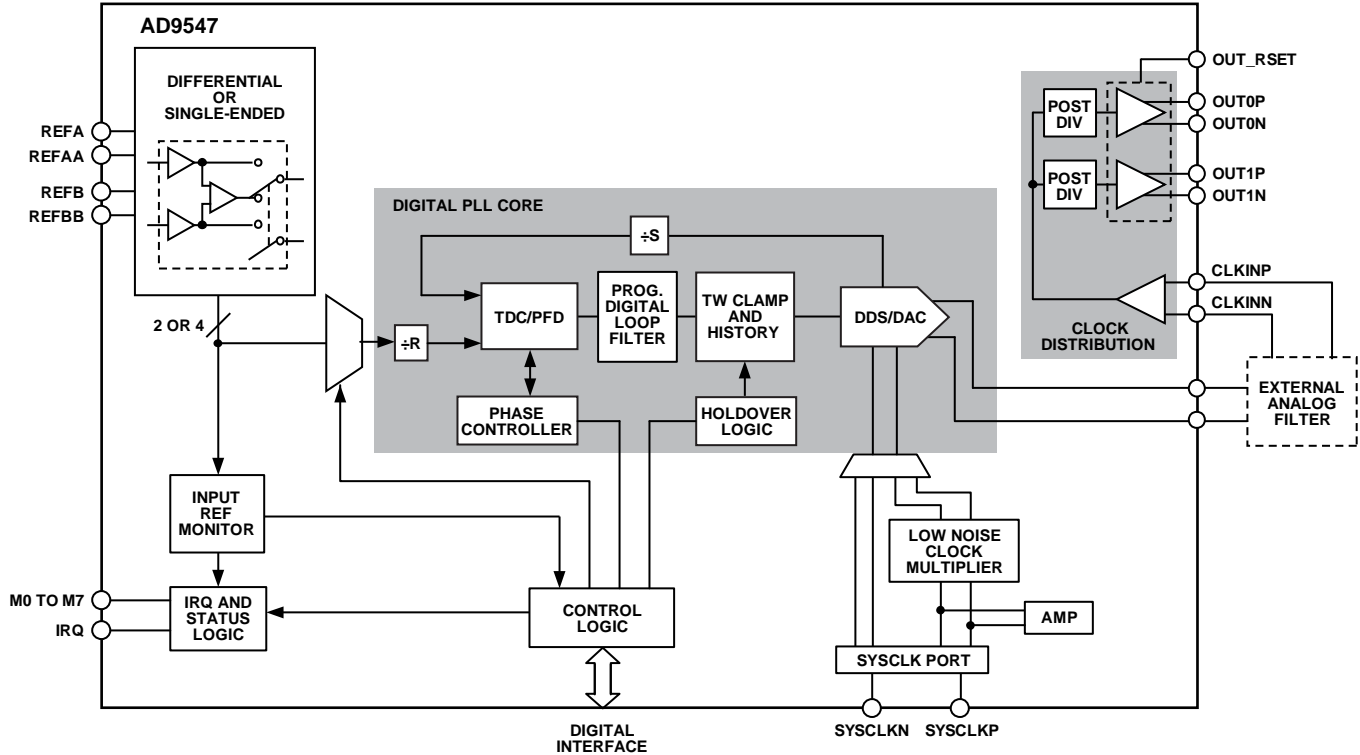 AD9547
DIFFERENTIAL
OR
SINGLE-ENDED
REFA
REFAA
REFB
REFBB
2 OR 4
DIGITAL PLL CORE
÷S
÷R
TDC/PFD
PROG.
DIGITAL
LOOP
FILTER
TW CLAMP
AND
HISTORY
DDS/DAC
PHASE
CONTROLLER
HOLDOVER
LOGIC
POST
DIV
POST
DIV
CLOCK
DISTRIBUTION
OUT_RSET
OUT0P
OUT0N
OUT1P
OUT1N
CLKINP
CLKINN
EXTERNAL
ANALOG
FILTER
INPUT
REF
MONITOR
IRQ AND
STATUS
LOGIC
M0 TO M7
IRQ
CONTROL
LOGIC
LOW NOISE
CLOCK
MULTIPLIER
AMP
SYSCLK PORT
DIGITAL
INTERFACE
SYSCLKN
SYSCLKP